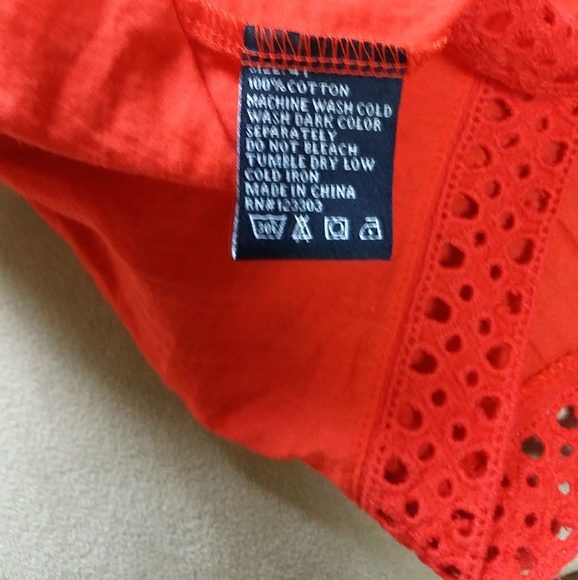 100% COTTON
MACHINE WASH COLD
WASH DARK COLOR
SEPARATELY
DO NOT BLEACH
TUMBLE DRY LOW
COLD IRON
MADE IN CHINA
RN#123303